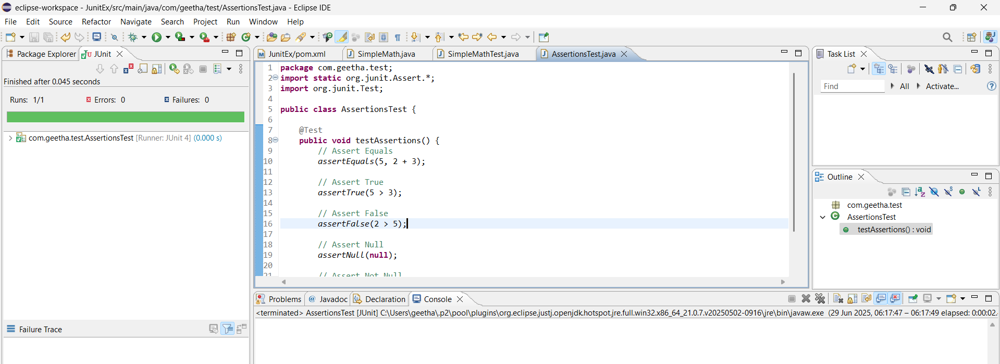 eclipse-workspace - JunitEx/src/main/java/com/geetha/test/AssertionsTest.java - Eclipse IDE
File Edit Source Refactor Navigate Search Project Run Window Help
Package Explorer
JUnit
Finished after 0.045 seconds
Runs: 1/1
Errors: 0
Failures: 0
com.geetha.test.AssertionsTest [Runner: JUnit 4] (0.000 s)
Failure Trace
JunitEx/pom.xml
SimpleMath.java
SimpleMathTest.java
AssertionsTest.java
1 package com.geetha.test;
2 import static org.junit.Assert.*;
3 import org.junit.Test;
4
5 public class AssertionsTest {
6
7 @Test
8 public void testAssertions() {
9 // Assert Equals
10 assertEquals(5, 2 + 3);
11
12 // Assert True
13 assertTrue(5 > 3);
14
15 // Assert False
16 assertFalse(2 > 5);
17
18 // Assert Null
19 assertNull(null);
20
21 // Assert Not Null
Problems
Javadoc
Declaration
Console
<terminated> AssertionsTest [JUnit] C:\Users\geetha\.p2\pool\plugins\org.eclipse.justj.openjdk.hotspot.jre.full.win32.x86_64_21.0.7.v20250502-0916\jre\bin\javaw.exe (29 Jun 2025, 06:17:47 – 06:17:49 elapsed: 0:00:02.
Task List
Find
All
Activate...
Outline
com.geetha.test
AssertionsTest
testAssertions() : void